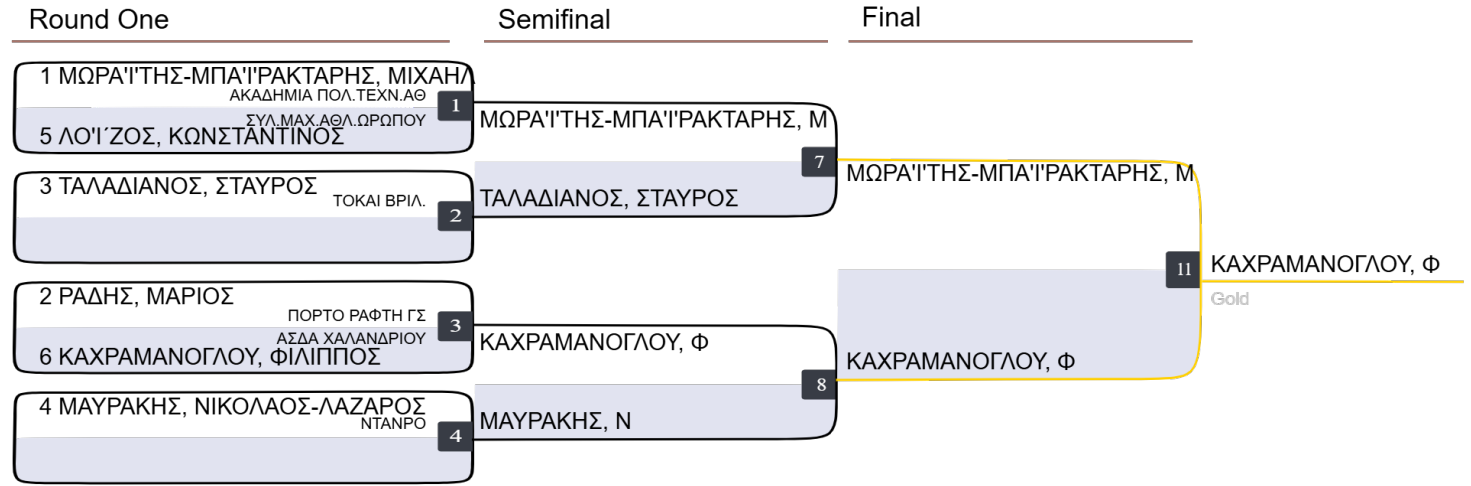 Round One
Semifinal
Final
1 ΜΩΡΑ'Ι'ΤΗΣ-ΜΠΑ'Ι'ΡΑΚΤΑΡΗΣ, ΜΙΧΑΗΛ
ΑΚΑΔΗΜΙΑ ΠΟΛ.ΤΕΧΝ.ΑΘ
1
ΣΥΛ.ΜΑΧ.ΑΘΛ.ΩΡΩΠΟΥ
5 ΛΟ'Ι΄ΖΟΣ, ΚΩΝΣΤΑΝΤΙΝΟΣ
3 ΤΑΛΑΔΙΑΝΟΣ, ΣΤΑΥΡΟΣ
ΤΟΚΑΙ ΒΡΙΛ.
2
2 ΡΑΔΗΣ, ΜΑΡΙΟΣ
ΠΟΡΤΟ ΡΑΦΤΗ ΓΣ
3
ΑΣΔΑ ΧΑΛΑΝΔΡΙΟΥ
6 ΚΑΧΡΑΜΑΝΟΓΛΟΥ, ΦΙΛΙΠΠΟΣ
4 ΜΑΥΡΑΚΗΣ, ΝΙΚΟΛΑΟΣ-ΛΑΖΑΡΟΣ
ΝΤΑΝΡΟ
4
ΜΩΡΑ'Ι'ΤΗΣ-ΜΠΑ'Ι'ΡΑΚΤΑΡΗΣ, Μ
7
ΤΑΛΑΔΙΑΝΟΣ, ΣΤΑΥΡΟΣ
ΚΑΧΡΑΜΑΝΟΓΛΟΥ, Φ
8
ΜΑΥΡΑΚΗΣ, Ν
ΜΩΡΑ'Ι'ΤΗΣ-ΜΠΑ'Ι'ΡΑΚΤΑΡΗΣ, Μ
11
ΚΑΧΡΑΜΑΝΟΓΛΟΥ, Φ
ΚΑΧΡΑΜΑΝΟΓΛΟΥ, Φ
Gold